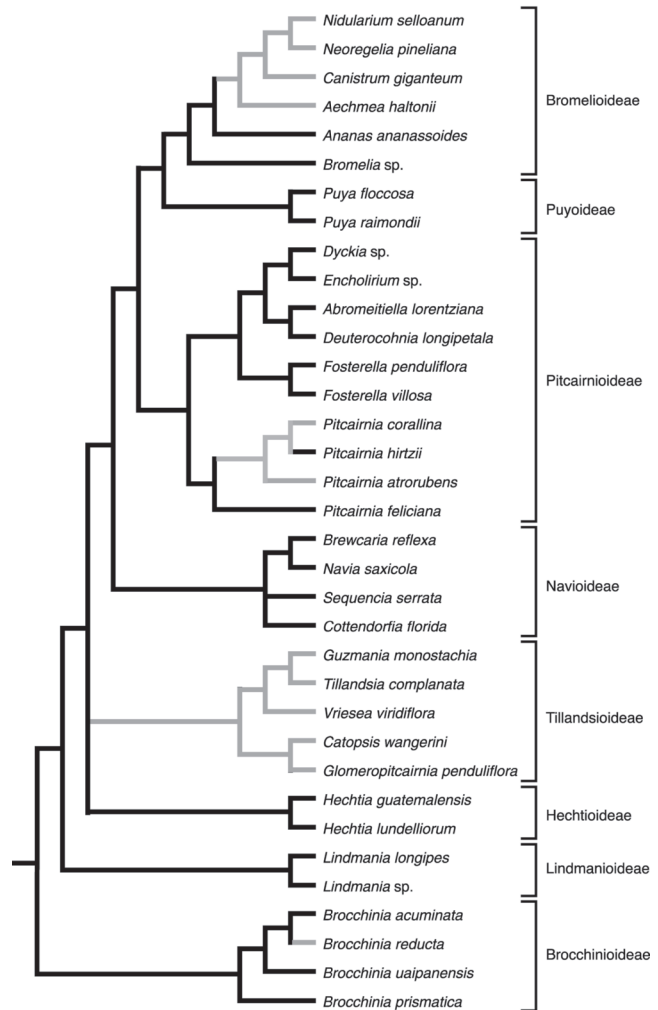 Nidularium selloanum
Neoregelia pineliana
Canistrum giganteum
Aechmea haltonii
Ananas ananassoides
Bromelia sp.
Bromelioideae
Puya floccosa
Puya raimondii
Puyoideae
Dyckia sp.
Encholirium sp.
Abromeitiella lorentziana
Deuterocohnia longipetala
Fosterella penduliflora
Fosterella villosa
Pitcairnia corallina
Pitcairnia hirtzii
Pitcairnia atrorubens
Pitcairnia feliciana
Pitcairnioideae
Brewcaria reflexa
Navia saxicola
Sequencia serrata
Cottendorfia florida
Navioideae
Guzmania monostachia
Tillandsia complanata
Vriesea viridiflora
Catopsis wangerini
Glomeropitcairnia penduliflora
Tillandsioideae
Hechtia guatemalensis
Hechtia lundelliorum
Hechtioideae
Lindmania longipes
Lindmania sp.
Lindmanioideae
Brocchinia acuminata
Brocchinia reducta
Brocchinia uaipanensis
Brocchinia prismatica
Brocchinioideae